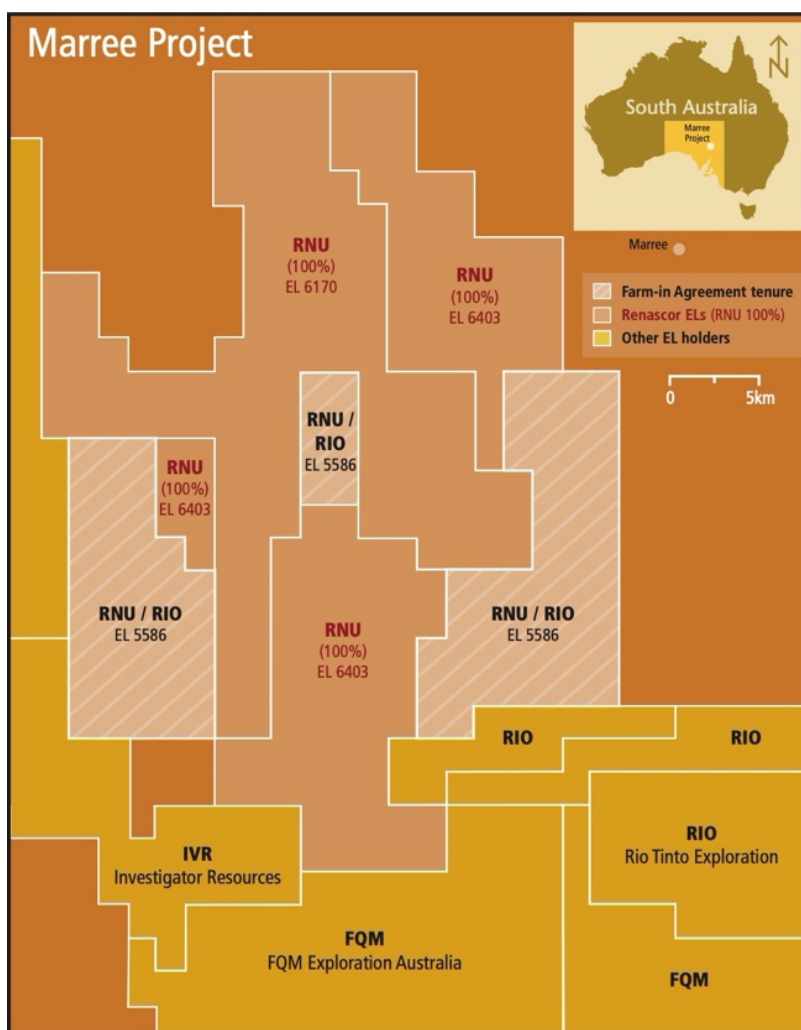 Marree Project
N
South Australia
Marree
Project
Marree
Farm-in Agreement tenure
Renascor ELs (RNU 100%)
Other EL holders
0 5km
RNU
(100%)
EL 6170
RNU
(100%)
EL 6403
RNU /
RIO
EL 5586
RNU
(100%)
EL 6403
RNU / RIO
EL 5586
RNU
(100%)
EL 6403
RNU / RIO
EL 5586
RIO
RIO
RIO
Rio Tinto Exploration
IVR
Investigator Resources
FQM
FQM Exploration Australia
FQM